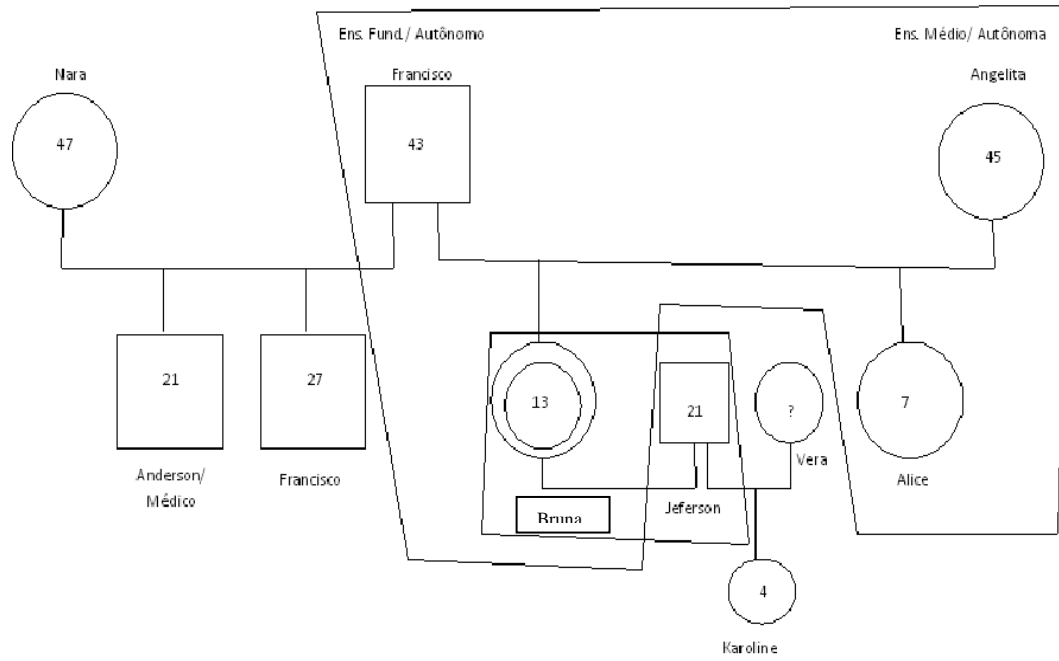 Ens. Fund./ Autônomo
Ens. Médio/ Autônoma
Nara
Francisco
Angelita
47
43
45
21
27
13
21
?
7
Vera
Anderson/
Médico
Francisco
Bruna
Jeferson
Alice
4
Karoline